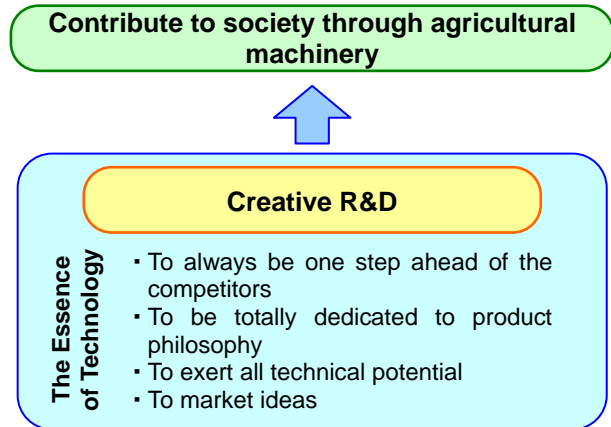 Contribute to society through agricultural
machinery
Creative R&D
The Essence
of Technology
・To always be one step ahead of the
competitors
・To be totally dedicated to product
philosophy
・To exert all technical potential
・To market ideas